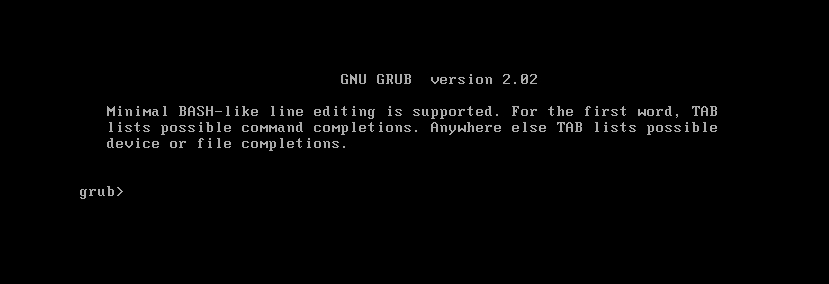 GNU GRUB  version 2.02
Minimal BASH-like line editing is supported. For the first word, TAB
lists possible command completions. Anywhere else TAB lists possible
device or file completions.
grub>